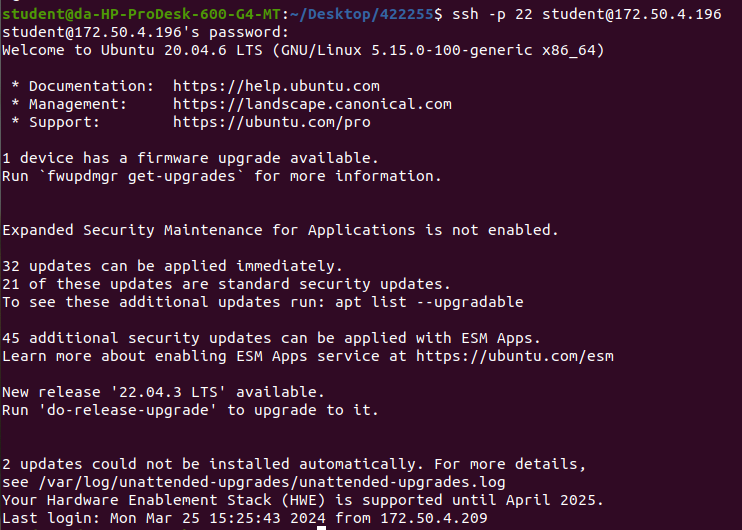 student@da-HP-ProDesk-600-G4-MT:~/Desktop/422255$ ssh -p 22 student@172.50.4.196
student@172.50.4.196's password:
Welcome to Ubuntu 20.04.6 LTS (GNU/Linux 5.15.0-100-generic x86_64)

 * Documentation:  https://help.ubuntu.com
 * Management:     https://landscape.canonical.com
 * Support:        https://ubuntu.com/pro

1 device has a firmware upgrade available.
Run `fwupdmgr get-upgrades` for more information.

Expanded Security Maintenance for Applications is not enabled.

32 updates can be applied immediately.
21 of these updates are standard security updates.
To see these additional updates run: apt list --upgradable

45 additional security updates can be applied with ESM Apps.
Learn more about enabling ESM Apps service at https://ubuntu.com/esm

New release '22.04.3 LTS' available.
Run 'do-release-upgrade' to upgrade to it.

2 updates could not be installed automatically. For more details,
see /var/log/unattended-upgrades/unattended-upgrades.log
Your Hardware Enablement Stack (HWE) is supported until April 2025.
Last login: Mon Mar 25 15:25:43 2024 from 172.50.4.209